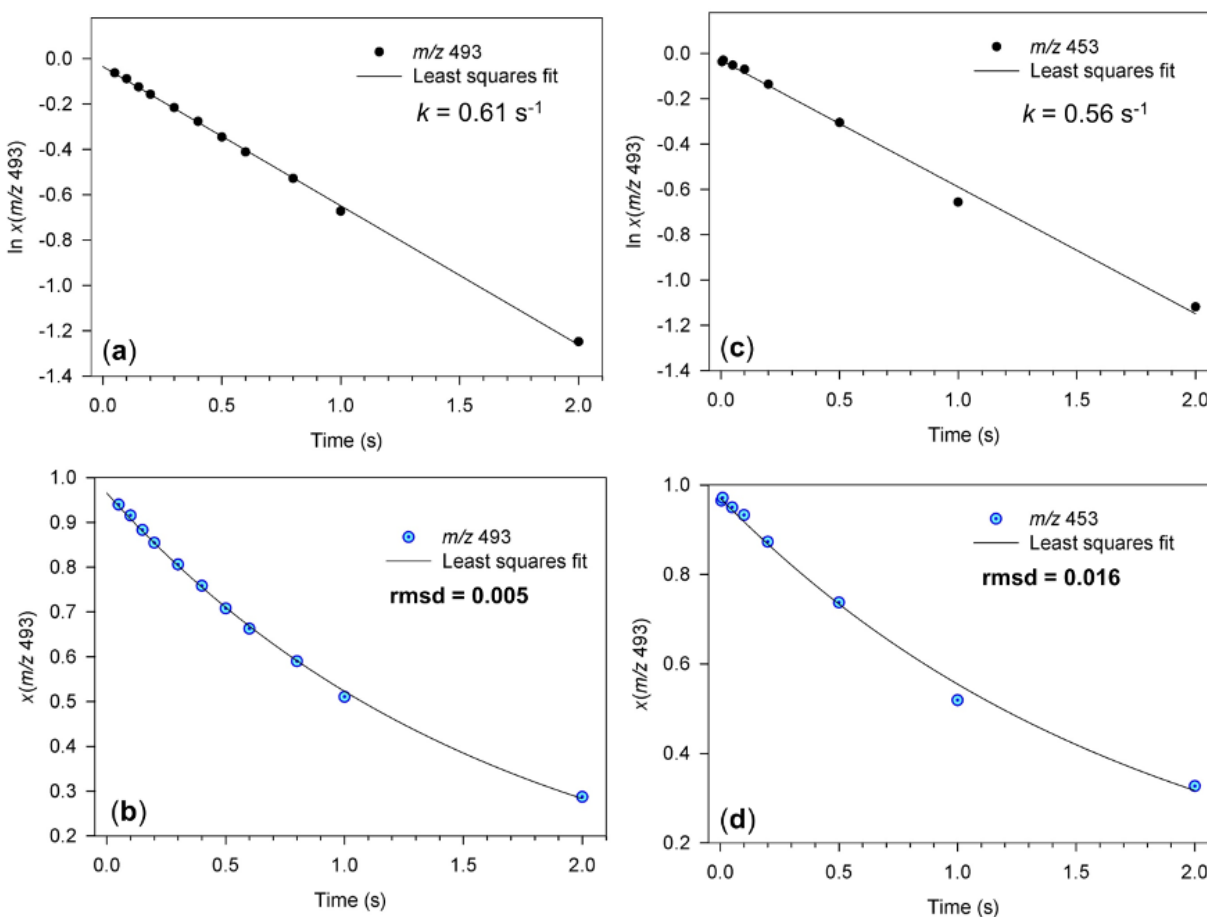 0.0
-0.2
-0.4
-0.6
-0.8
-1.0
-1.2
-1.4
ln x(m/z 493)
m/z 493
Least squares fit
k = 0.61 s⁻¹
(a)
0.0 0.5 1.0 1.5 2.0
Time (s)
0.0
-0.2
-0.4
-0.6
-0.8
-1.0
-1.2
-1.4
ln x(m/z 493)
m/z 453
Least squares fit
k = 0.56 s⁻¹
(c)
0.0 0.5 1.0 1.5 2.0
Time (s)
1.0
0.9
0.8
0.7
0.6
0.5
0.4
0.3
0.2
x(m/z 493)
m/z 493
Least squares fit
rmsd = 0.005
(b)
0.0 0.5 1.0 1.5 2.0
Time (s)
1.0
0.8
0.6
0.4
0.2
x(m/z 493)
m/z 453
Least squares fit
rmsd = 0.016
(d)
0.0 0.5 1.0 1.5 2.0
Time (s)